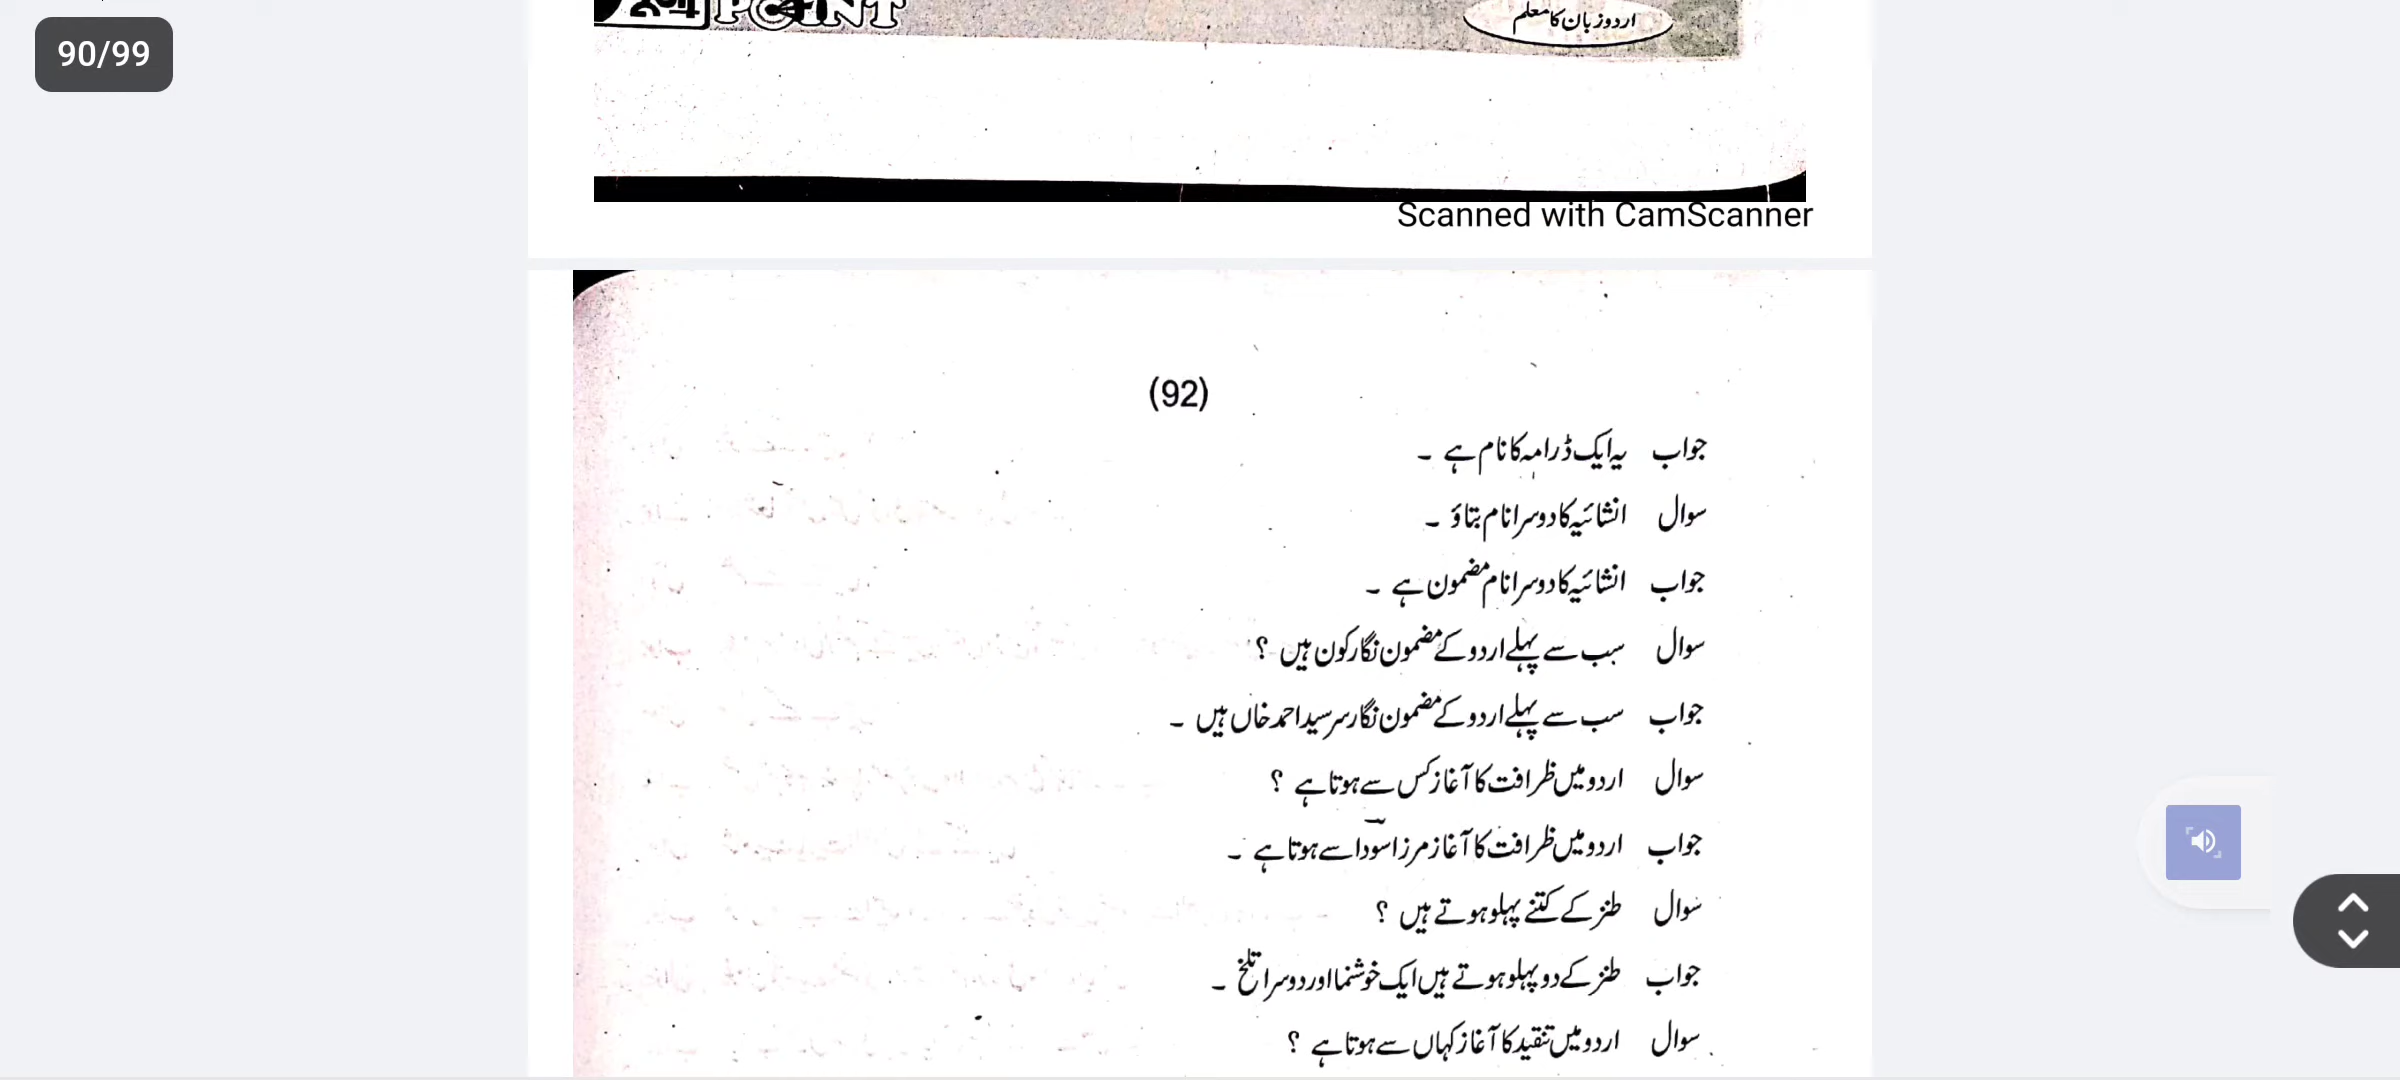 90/99
POINT
اردو زبان کا معلم
Scanned with CamScanner
(92)
جواب یہ ایک ڈرامہ کا نام ہے ۔
سوال انشائیہ کا دوسرا نام بتاؤ ۔
جواب انشائیہ کا دوسرا نام مضمون ہے ۔
سوال سب سے پہلے اردو کے مضمون نگار کون ہیں ؟
جواب سب سے پہلے اردو کے مضمون نگار سرسید احمد خاں ہیں ۔
سوال اردو میں ظرافت کا آغاز کس سے ہوتا ہے ؟
جواب اردو میں ظرافت کا آغاز مرزا سودا سے ہوتا ہے ۔
سوال طنز کے کتنے پہلو ہوتے ہیں ؟
جواب طنز کے دو پہلو ہوتے ہیں ایک خوشنما اور دوسرا تلخ ۔
سوال اردو میں تنقید کا آغاز کہاں سے ہوتا ہے ؟